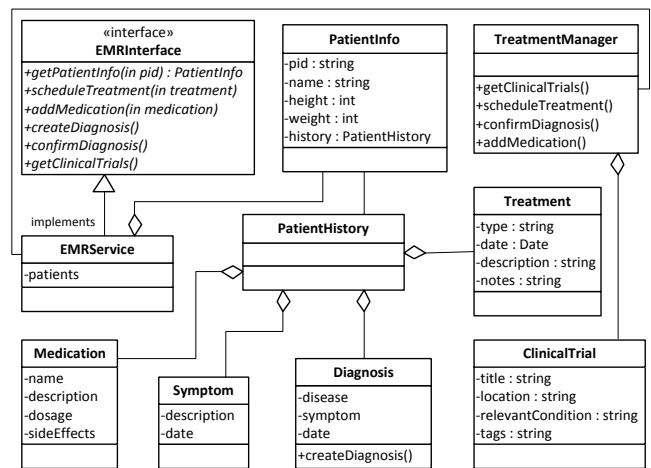 «interface»
EMRInterface
+getPatientInfo(in pid) : PatientInfo
+scheduleTreatment(in treatment)
+addMedication(in medication)
+createDiagnosis()
+confirmDiagnosis()
+getClinicalTrials()
PatientInfo
-pid : string
-name : string
-height : int
-weight : int
-history : PatientHistory
TreatmentManager
+getClinicalTrials()
+scheduleTreatment()
+confirmDiagnosis()
+addMedication()
implements
EMRService
-patients
PatientHistory
Treatment
-type : string
-date : Date
-description : string
-notes : string
Medication
-name
-description
-dosage
-sideEffects
Symptom
-description
-date
Diagnosis
-disease
-symptom
-date
+createDiagnosis()
ClinicalTrial
-title : string
-location : string
-relevantCondition : string
-tags : string